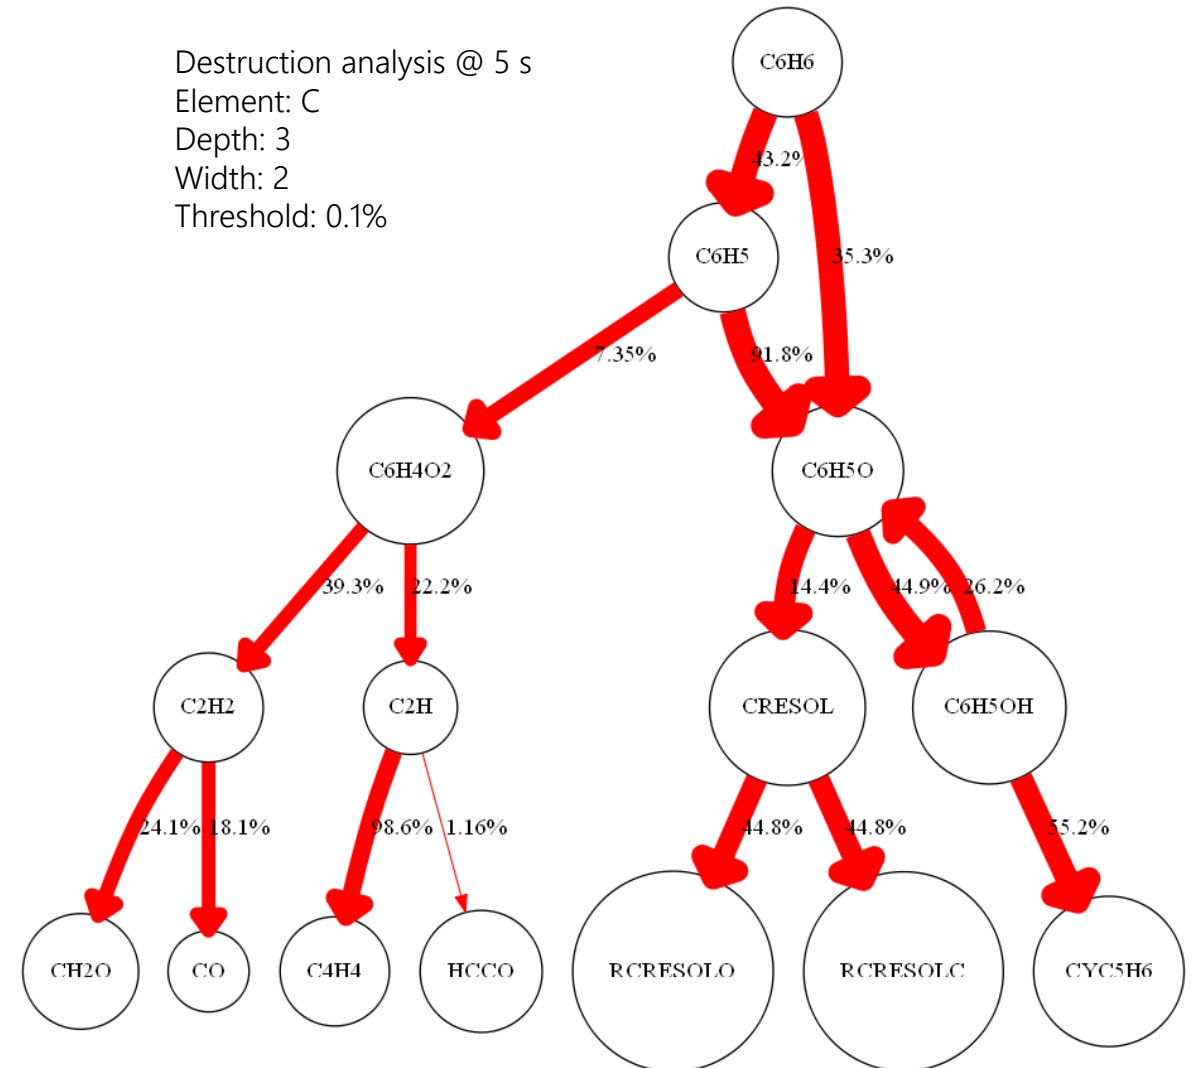 C6H6
Destruction analysis @ 5 s
Element: C
Depth: 3
Width: 2
Threshold: 0.1%
43.2%
C6H5
35.3%
7.35%
91.8%
C6H4O2
C6H5O
39.3%
22.2%
14.4%
44.9%
26.2%
C2H2
C2H
CRESOL
C6H5OH
24.1%
18.1%
98.6%
1.16%
44.8%
44.8%
55.2%
CH2O
CO
C4H4
HCCO
RCRESOLO
RCRESOLC
CYC5H6